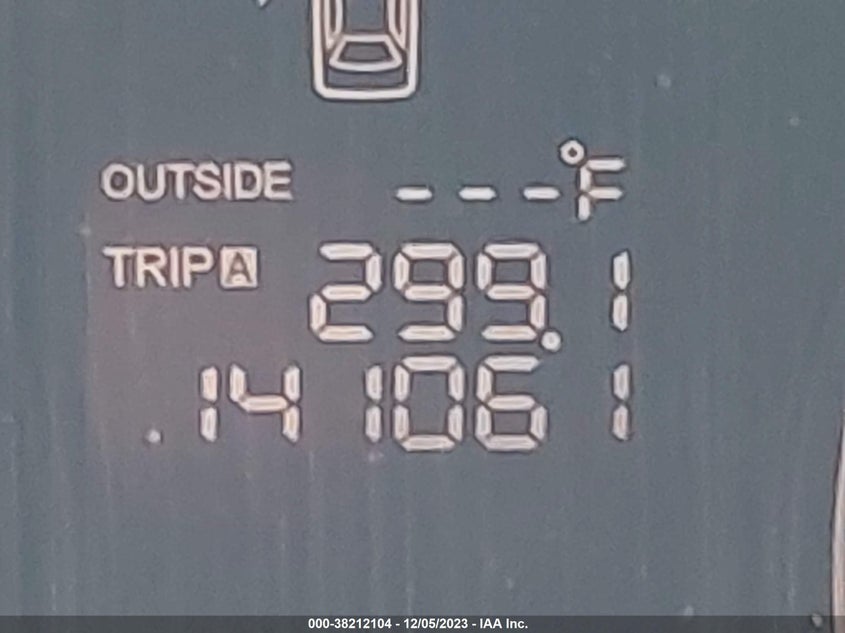 OUTSIDE ---°F
TRIP A 299.1
141061
000-38212104 - 12/05/2023 - IAA Inc.